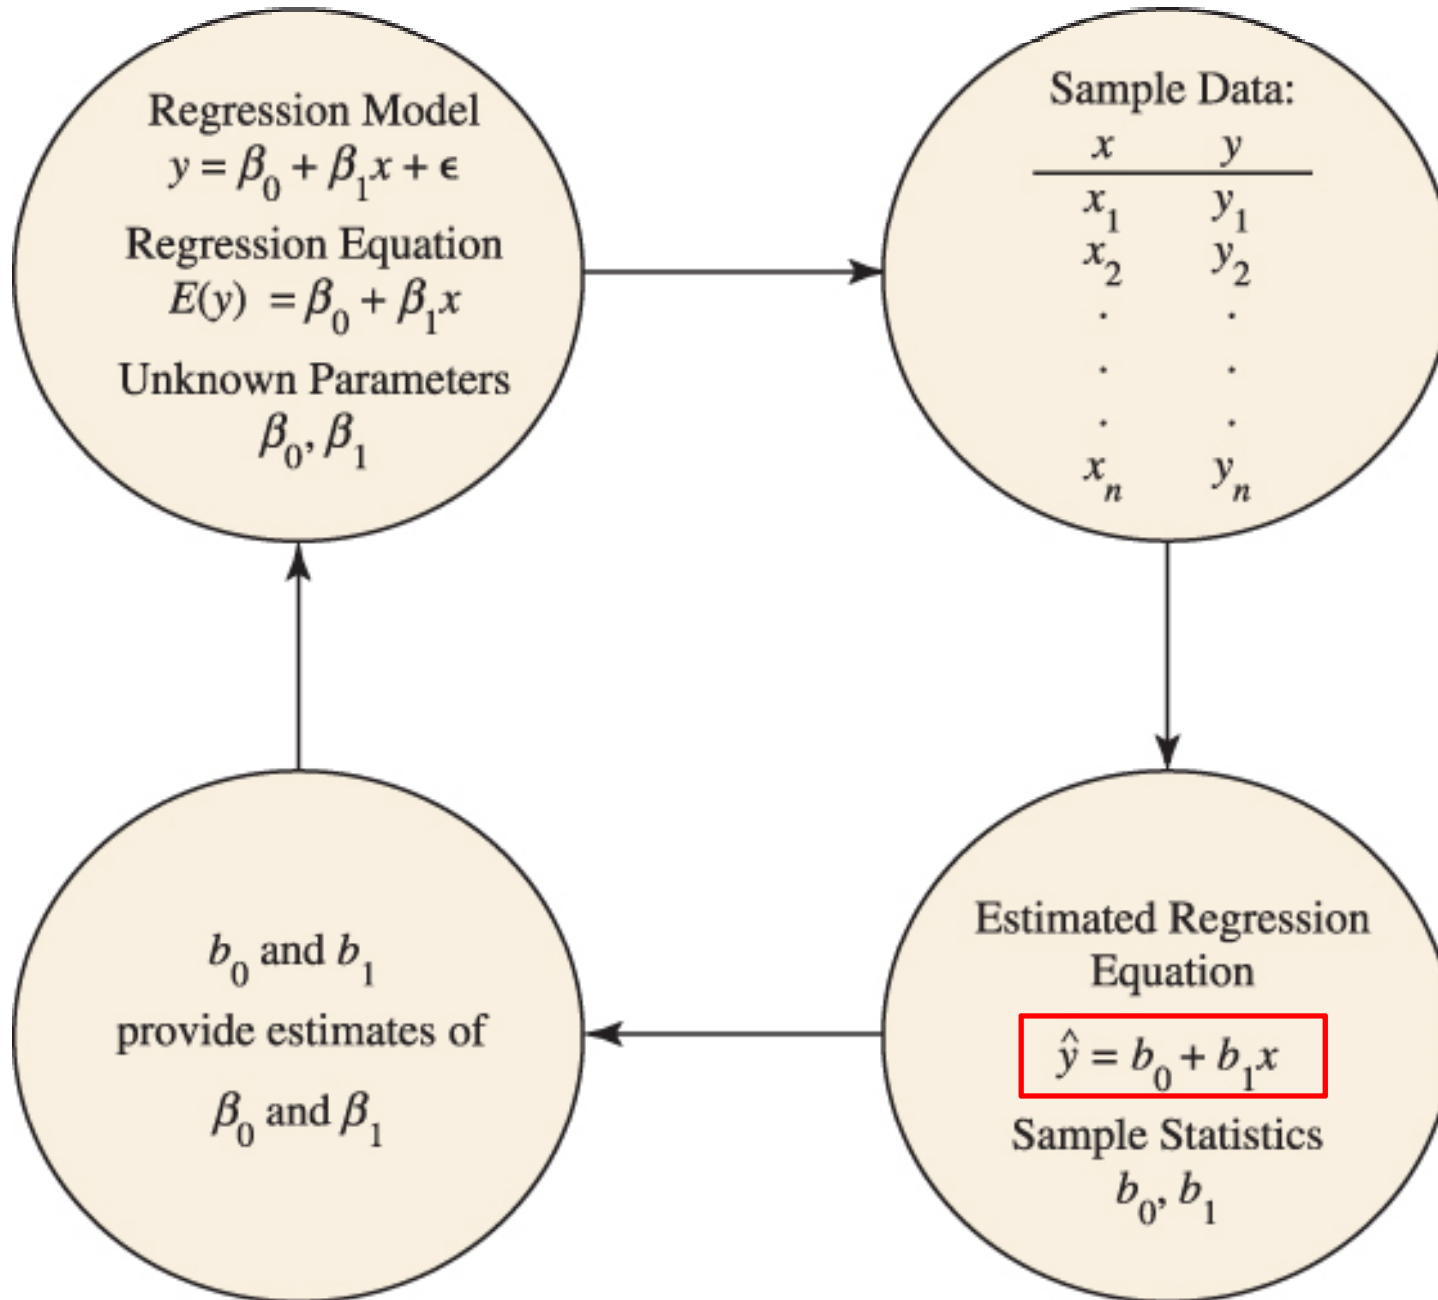 Regression Model
y = β₀ + β₁x + ϵ
Regression Equation
E(y) = β₀ + β₁x
Unknown Parameters
β₀, β₁
Sample Data:
x y
x₁ y₁
x₂ y₂
. .
. .
. .
xₙ yₙ
Estimated Regression
Equation
ŷ = b₀ + b₁x
Sample Statistics
b₀, b₁
b₀ and b₁
provide estimates of
β₀ and β₁